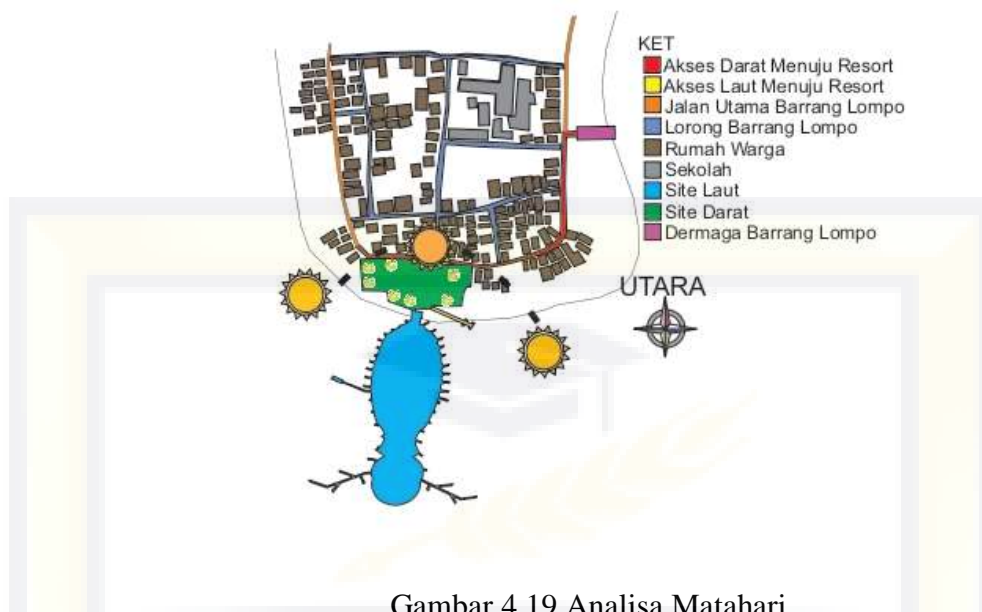 KET
Akses Darat Menuju Resort
Akses Laut Menuju Resort
Jalan Utama Barrang Lompo
Lorong Barrang Lompo
Rumah Warga
Sekolah
Site Laut
Site Darat
Dermaga Barrang Lompo
UTARA
Gambar 4.19 Analisa Matahari